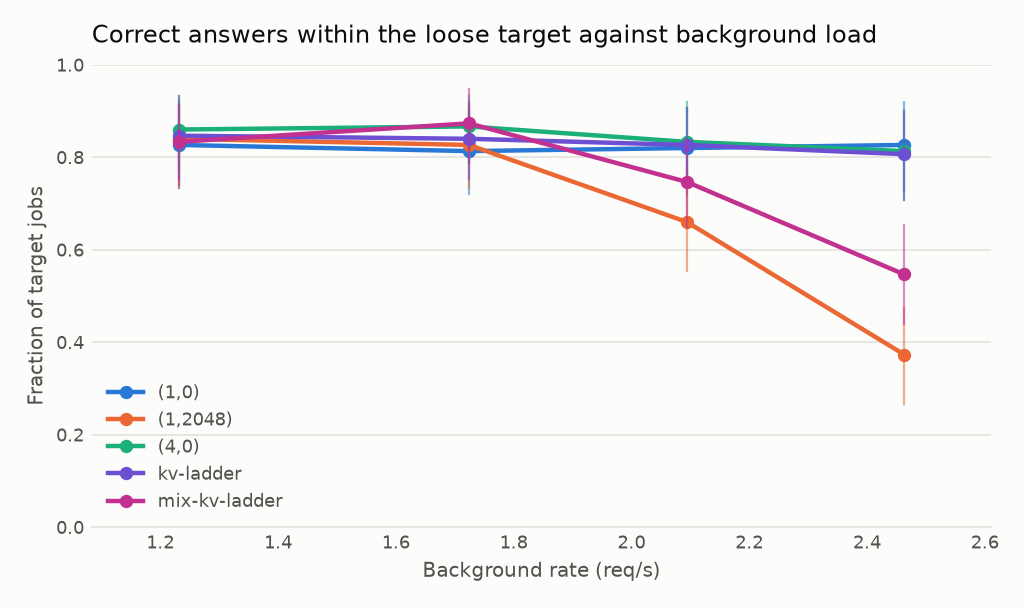 Correct answers within the loose target against background load
Fraction of target jobs
1.0
0.8
0.6
0.4
0.2
0.0
(1,0)
(1,2048)
(4,0)
kv-ladder
mix-kv-ladder
1.2 1.4 1.6 1.8 2.0 2.2 2.4 2.6
Background rate (req/s)